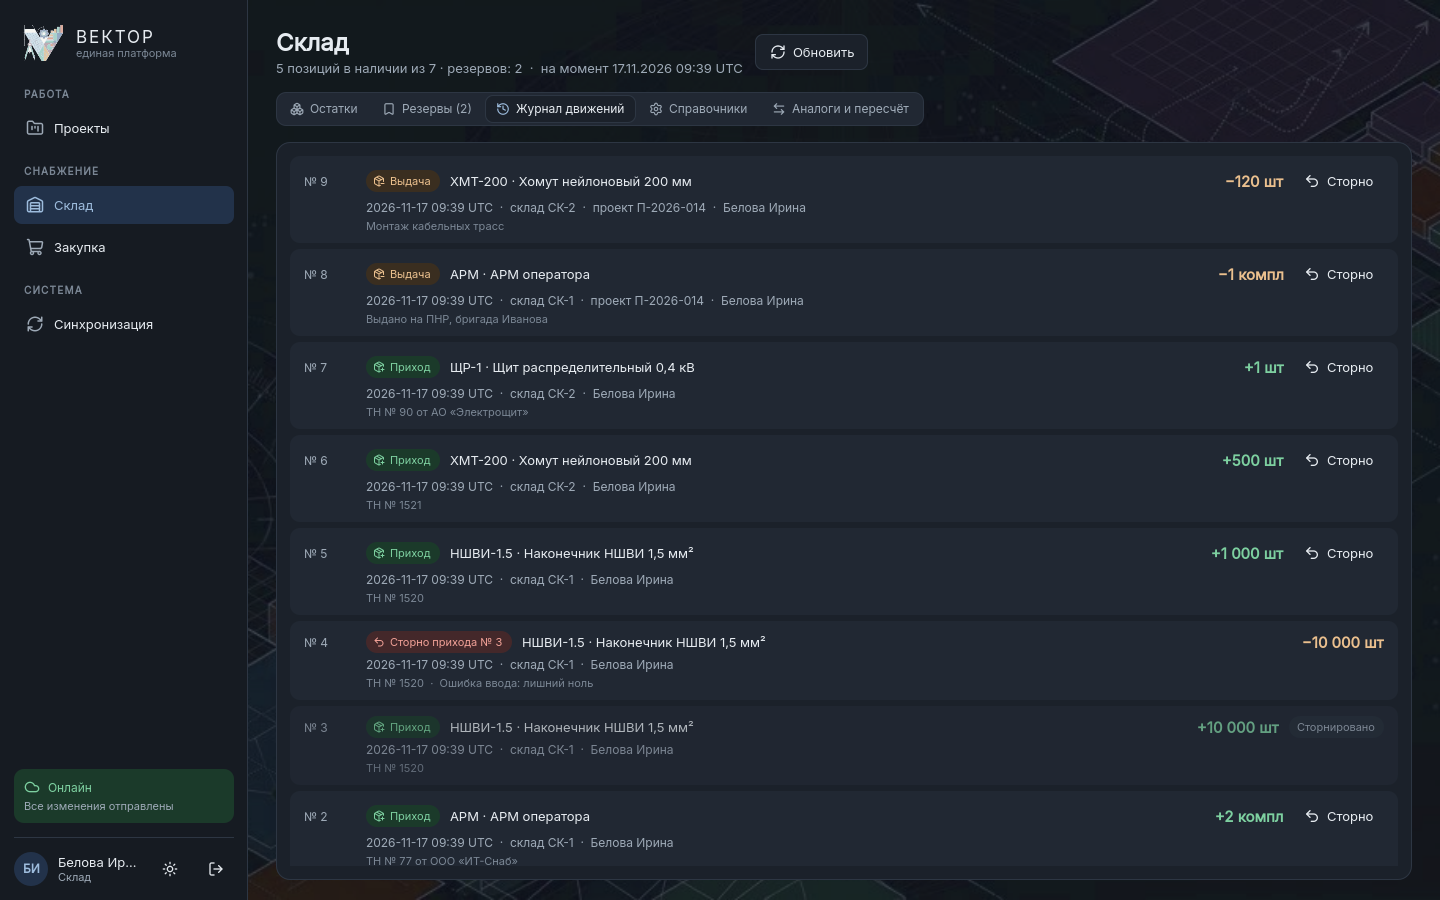 ВЕКТОР
единая платформа
РАБОТА
Проекты
СНАБЖЕНИЕ
Склад
Закупка
СИСТЕМА
Синхронизация
Онлайн
Все изменения отправлены
БИ
Белова Ир...
Склад
Склад
5 позиций в наличии из 7 · резервов: 2 · на момент 17.11.2026 09:39 UTC
Обновить
Остатки
Резервы (2)
Журнал движений
Справочники
Аналоги и пересчёт
№ 9 Выдача ХМТ-200 · Хомут нейлоновый 200 мм −120 шт Сторно
2026-11-17 09:39 UTC · склад СК-2 · проект П-2026-014 · Белова Ирина
Монтаж кабельных трасс
№ 8 Выдача АРМ · АРМ оператора −1 компл Сторно
2026-11-17 09:39 UTC · склад СК-1 · проект П-2026-014 · Белова Ирина
Выдано на ПНР, бригада Иванова
№ 7 Приход ЩР-1 · Щит распределительный 0,4 кВ +1 шт Сторно
2026-11-17 09:39 UTC · склад СК-2 · Белова Ирина
ТН № 90 от АО «Электрощит»
№ 6 Приход ХМТ-200 · Хомут нейлоновый 200 мм +500 шт Сторно
2026-11-17 09:39 UTC · склад СК-2 · Белова Ирина
ТН № 1521
№ 5 Приход НШВИ-1.5 · Наконечник НШВИ 1,5 мм² +1 000 шт Сторно
2026-11-17 09:39 UTC · склад СК-1 · Белова Ирина
ТН № 1520
№ 4 Сторно прихода № 3 НШВИ-1.5 · Наконечник НШВИ 1,5 мм² −10 000 шт
2026-11-17 09:39 UTC · склад СК-1 · Белова Ирина
ТН № 1520 · Ошибка ввода: лишний ноль
№ 3 Приход НШВИ-1.5 · Наконечник НШВИ 1,5 мм² +10 000 шт Сторнировано
2026-11-17 09:39 UTC · склад СК-1 · Белова Ирина
ТН № 1520
№ 2 Приход АРМ · АРМ оператора +2 компл Сторно
2026-11-17 09:39 UTC · склад СК-1 · Белова Ирина
ТН № 77 от ООО «ИТ-Снаб»